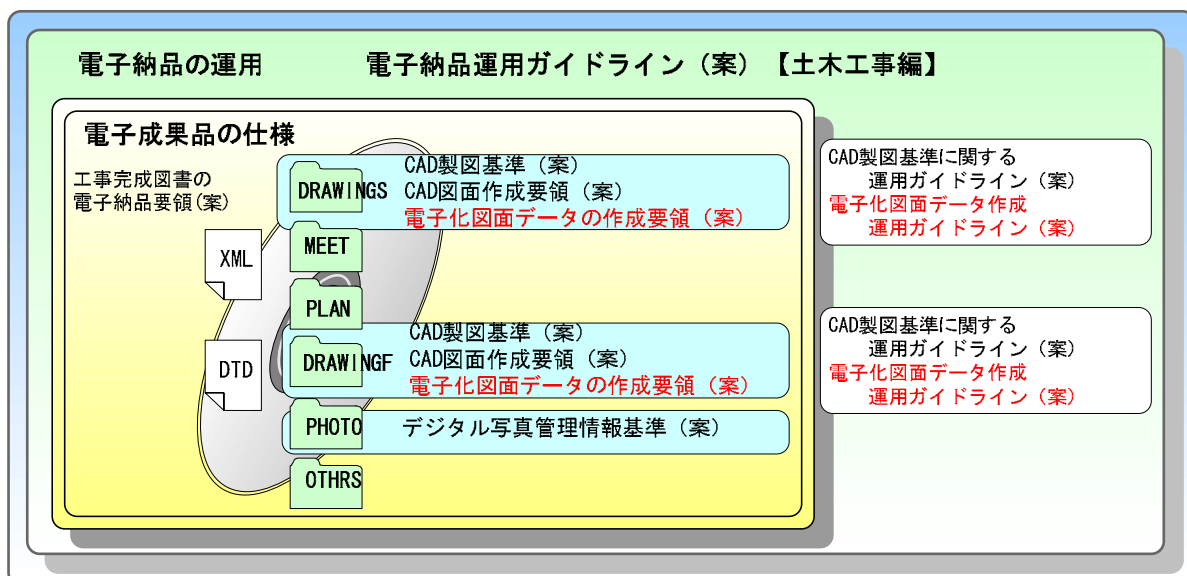 電子納品の運用
電子納品運用ガイドライン（案）【土木工事編】
電子成果品の仕様
工事完成図書の
電子納品要領(案)
XML
DTD
DRAWINGS
CAD製図基準（案）
CAD図面作成要領（案）
電子化図面データの作成要領（案）
MEET
PLAN
DRAWINGF
CAD製図基準（案）
CAD図面作成要領（案）
電子化図面データの作成要領（案）
PHOTO
デジタル写真管理情報基準（案）
OTHRS
CAD製図基準に関する
運用ガイドライン（案）
電子化図面データ作成
運用ガイドライン（案）
CAD製図基準に関する
運用ガイドライン（案）
電子化図面データ作成
運用ガイドライン（案）